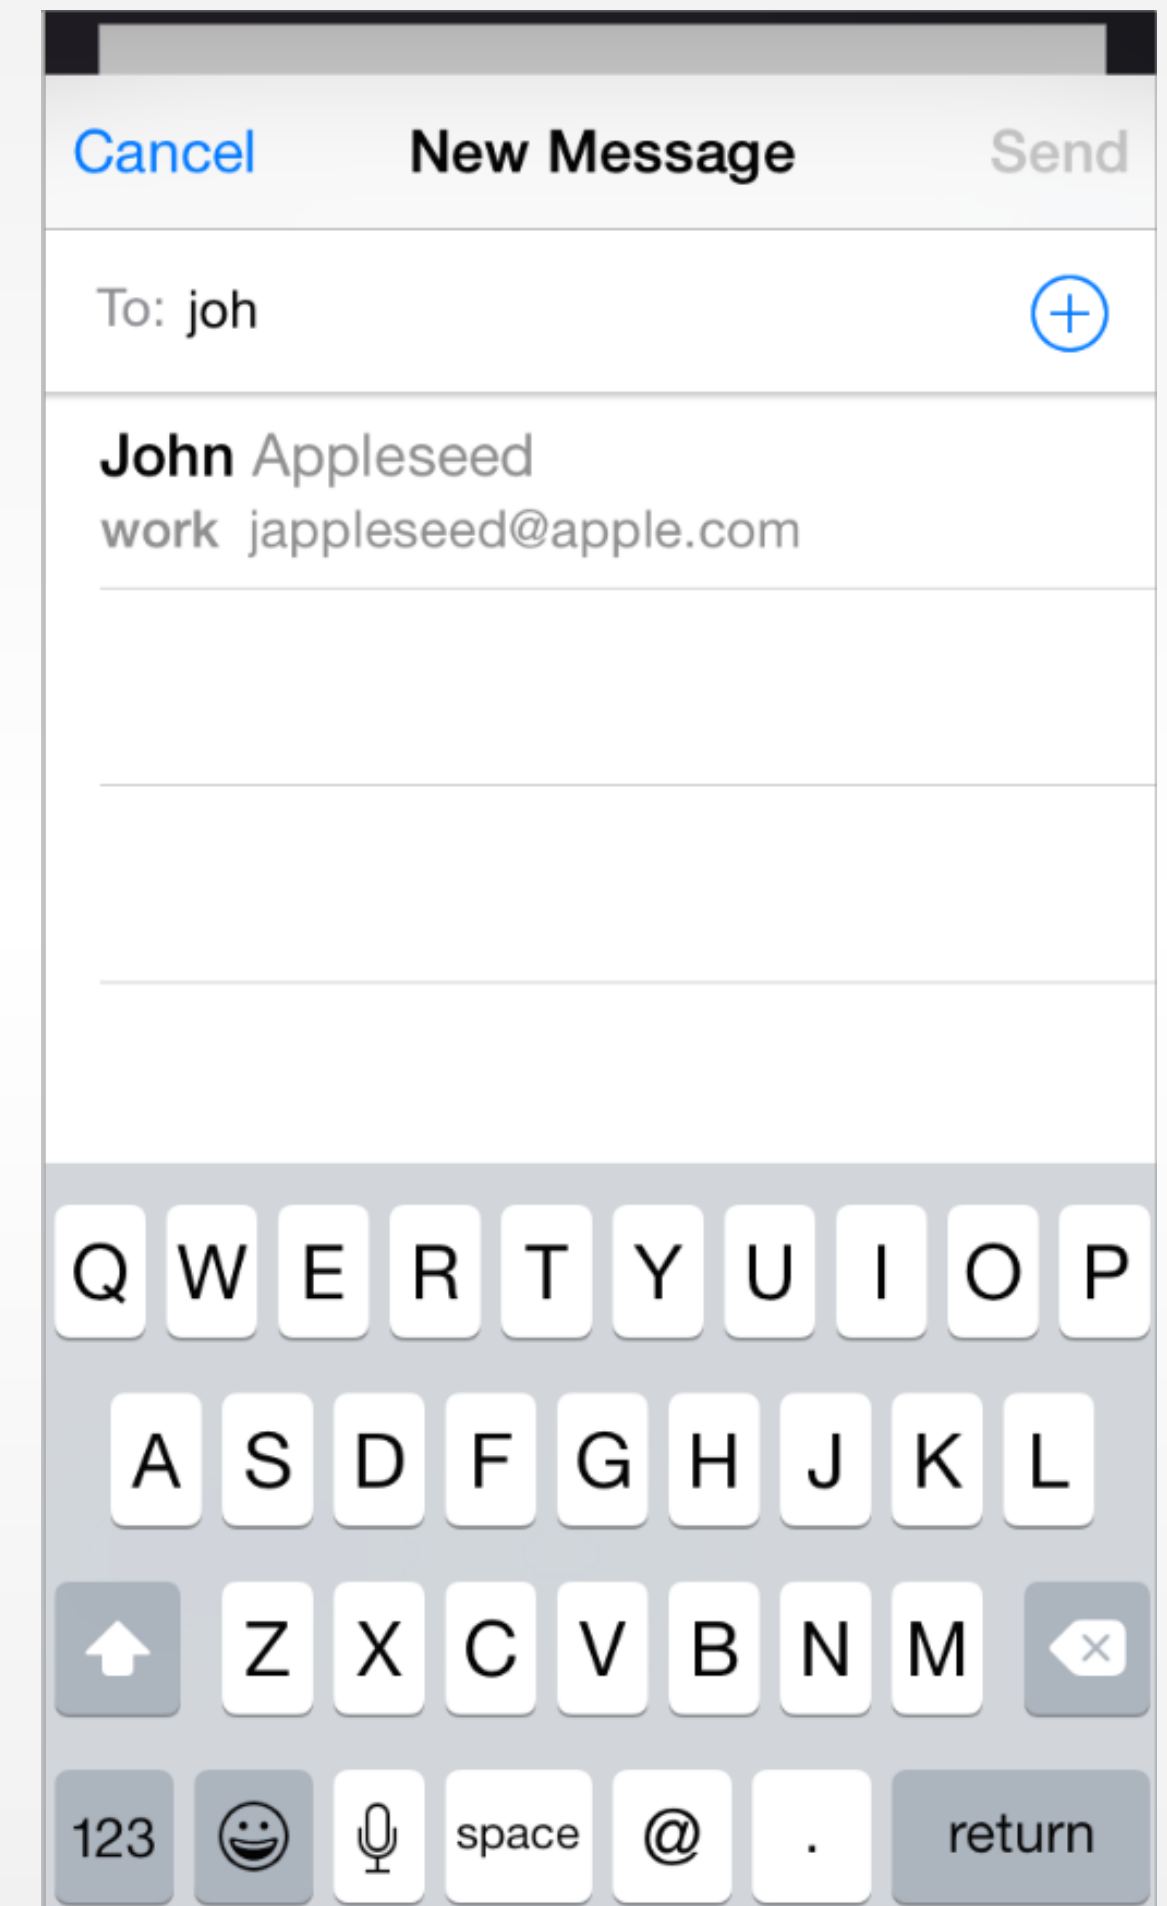 Cancel New Message Send
To: joh
John Appleseed
work jappleseed@apple.com
Q W E R T Y U I O P
A S D F G H J K L
Z X C V B N M
123 space @ . return